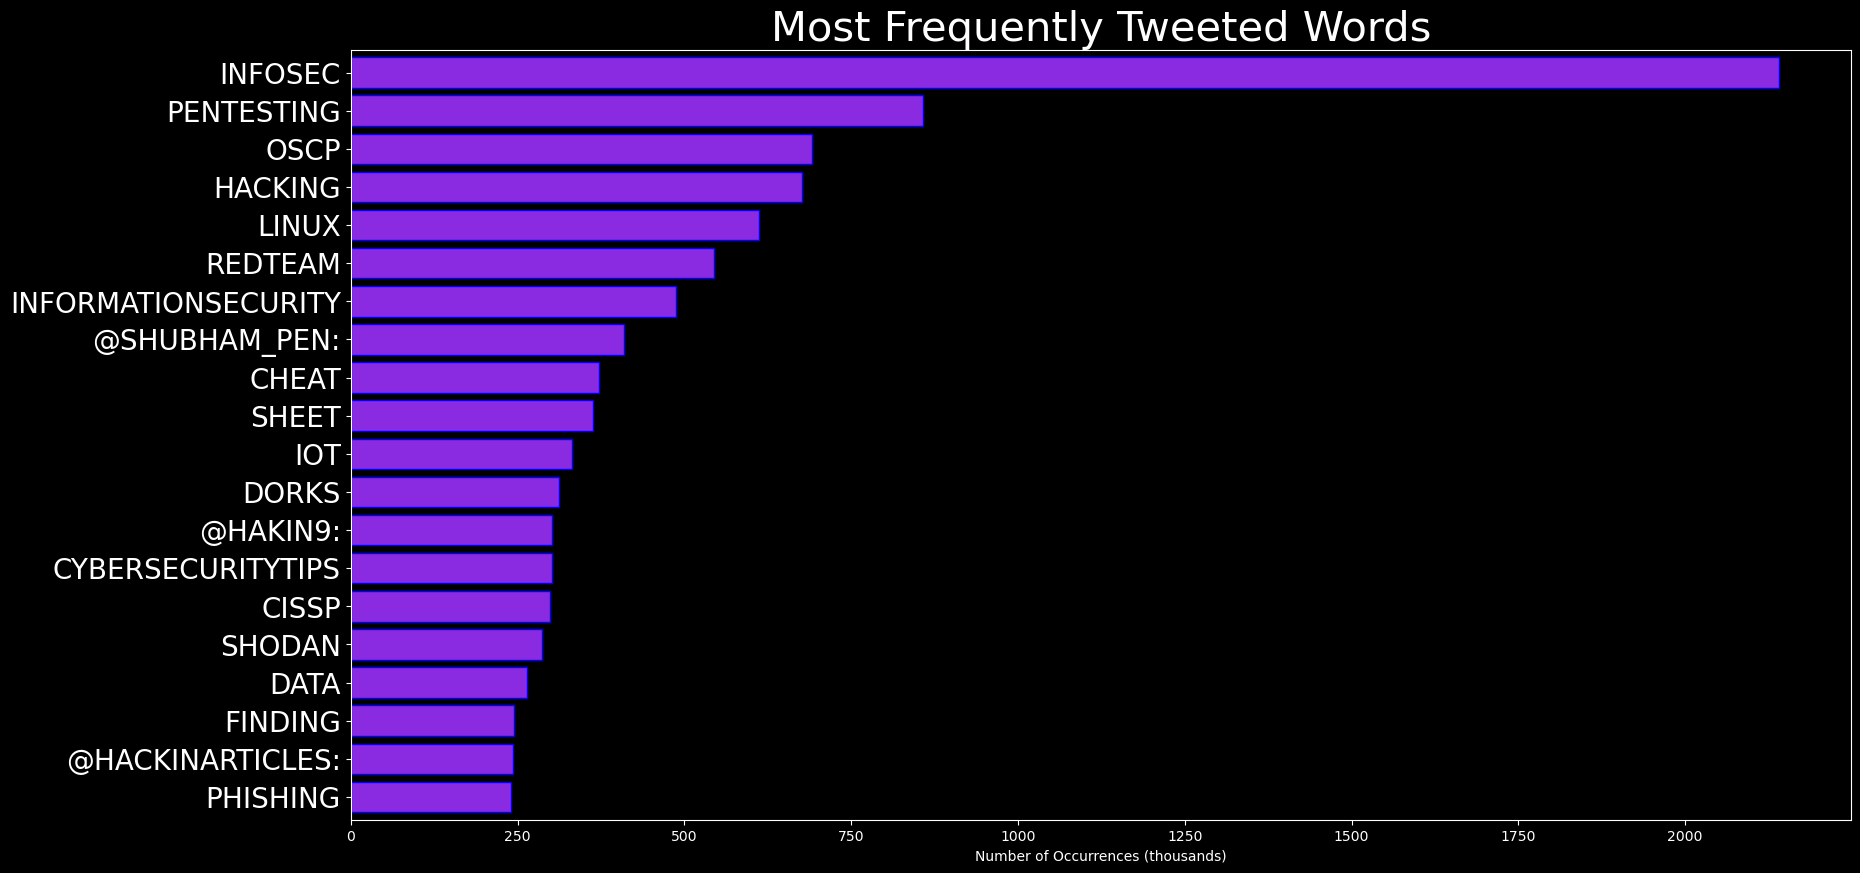 Most Frequently Tweeted Words
INFOSEC
PENTESTING
OSCP
HACKING
LINUX
REDTEAM
INFORMATIONSECURITY
@SHUBHAM_PEN:
CHEAT
SHEET
IOT
DORKS
@HAKIN9:
CYBERSECURITYTIPS
CISSP
SHODAN
DATA
FINDING
@HACKINARTICLES:
PHISHING
0 250 500 750 1000 1250 1500 1750 2000
Number of Occurrences (thousands)